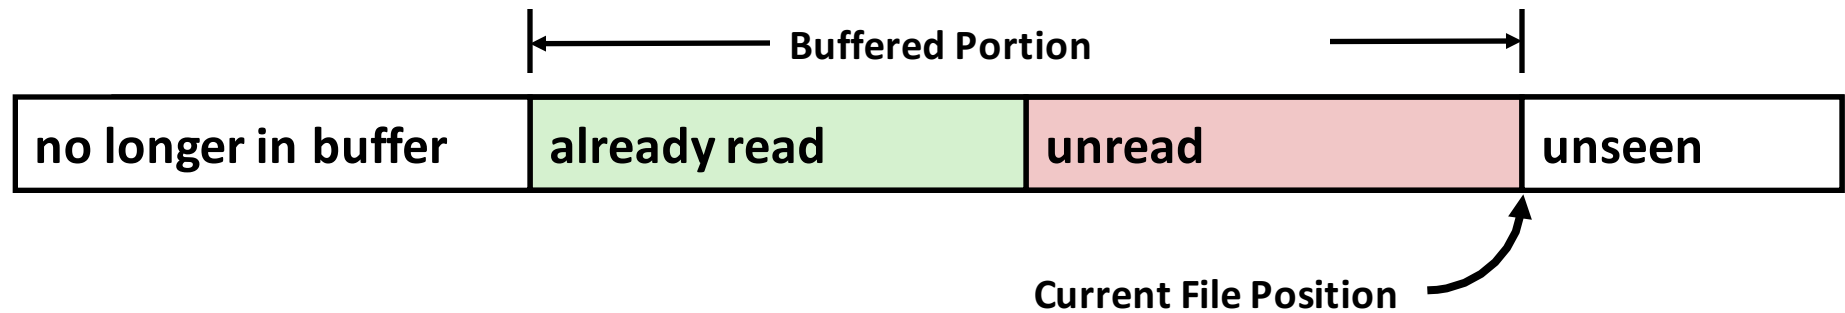 Buffered Portion
no longer in buffer
already read
unread
unseen
Current File Position